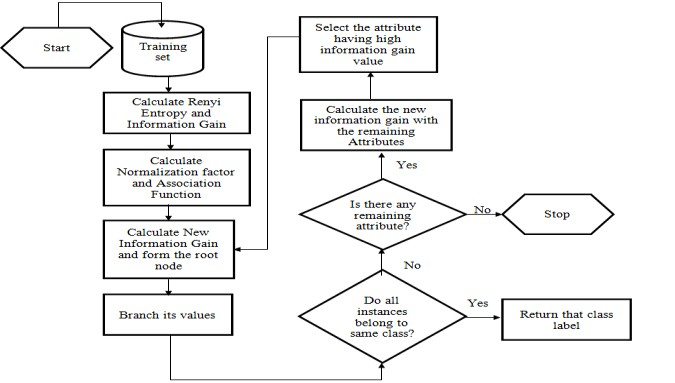 Start
Training
set
Calculate Renyi
Entropy and
Information Gain
Calculate
Normalization factor
and Association
Function
Calculate New
Information Gain
and form the root
node
Branch its values
Select the attribute
having high
information gain
value
Calculate the new
information gain with
the remaining
Attributes
Yes
Is there any
remaining
attribute?
No
Stop
No
Do all
instances
belong to
same class?
Yes
Return that class
label